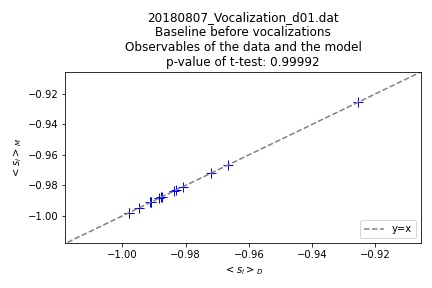 20180807_Vocalization_d01.dat
Baseline before vocalizations
Observables of the data and the model
p-value of t-test: 0.99992
−0.92
−0.94
−0.96
−0.98
−1.00
< s_i >_M
y=x
−1.00
−0.98
−0.96
−0.94
−0.92
< s_i >_D